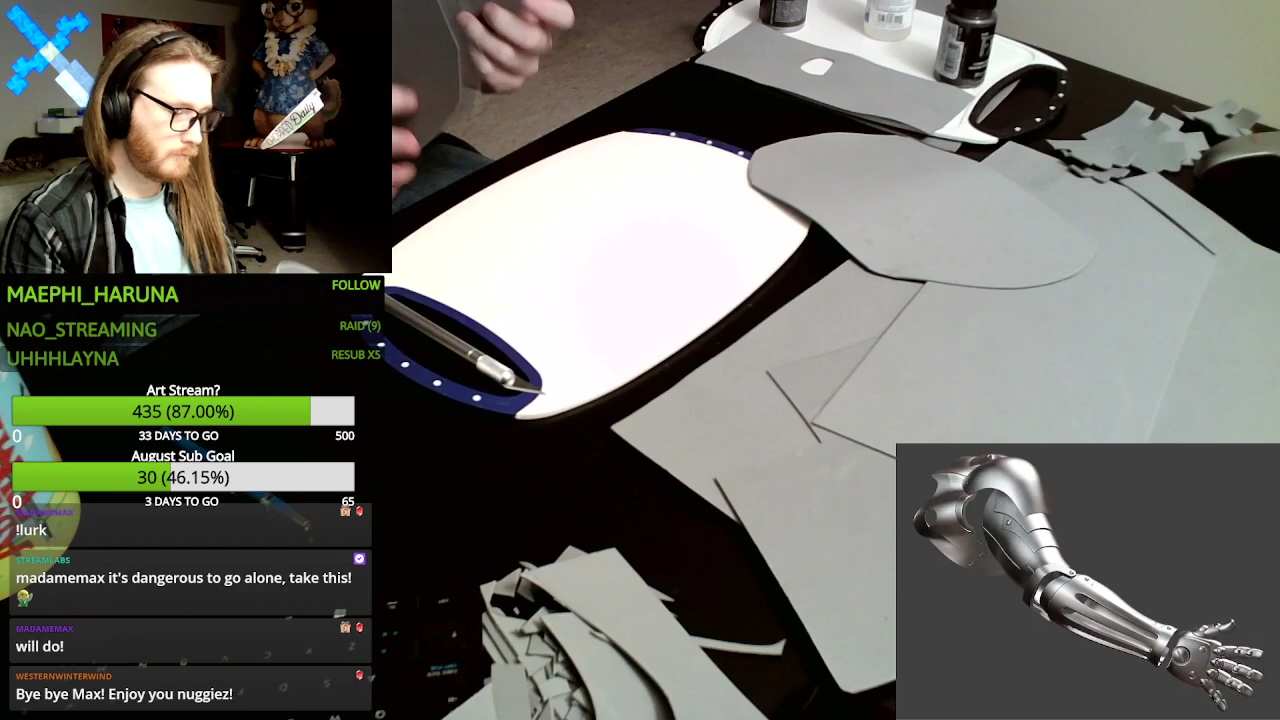 Daily
MAEPHI_HARUNA FOLLOW
NAO_STREAMING RAID (9)
UHHHLAYNA RESUB X5
Art Stream?
435 (87.00%)
0 33 DAYS TO GO 500
August Sub Goal
30 (46.15%)
0 3 DAYS TO GO 65
MADAMEMAX
!lurk
STREAMLABS
madamemax it's dangerous to go alone, take this!
MADAMEMAX
will do!
WESTERNWINTERWIND
Bye bye Max! Enjoy you nuggiez!